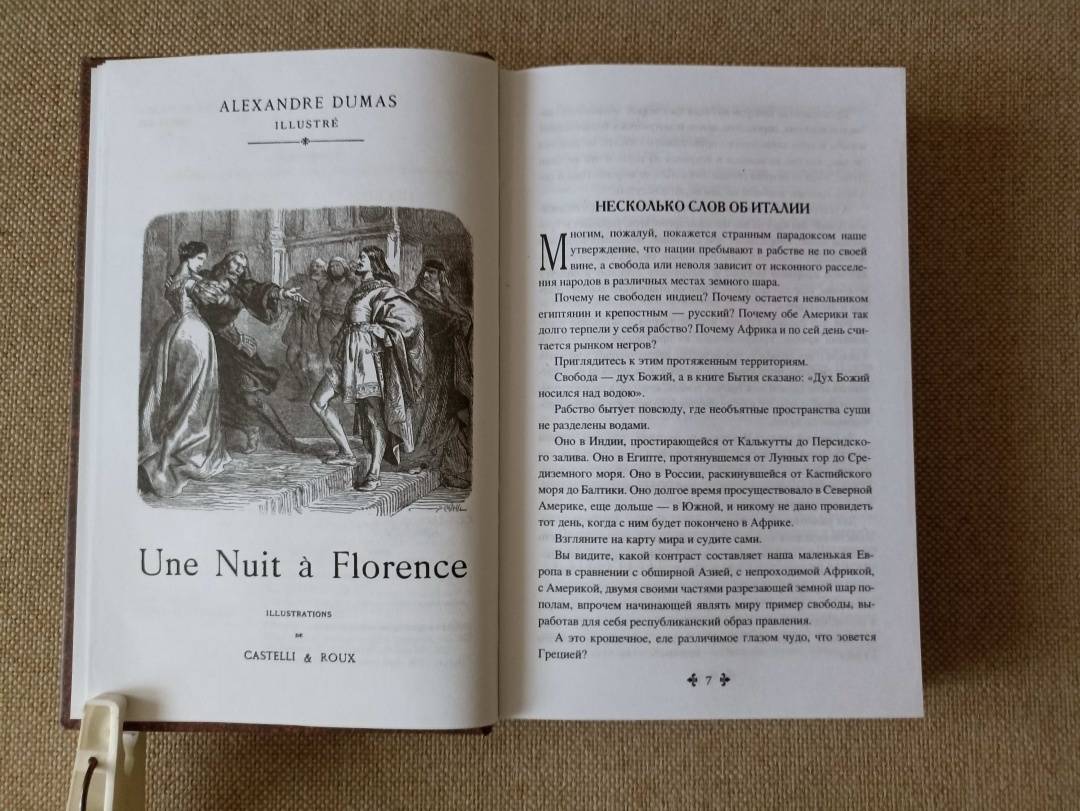 ALEXANDRE DUMAS
ILLUSTRÉ
Une Nuit à Florence
ILLUSTRATIONS
DE
CASTELLI & ROUX
НЕСКОЛЬКО СЛОВ ОБ ИТАЛИИ
Многим, пожалуй, покажется странным парадоксом наше
утверждение, что нации пребывают в рабстве не по своей
вине, а свобода или неволя зависит от исконного расселе-
ния народов в различных местах земного шара.
Почему не свободен индиец? Почему остается невольником
египтянин и крепостным — русский? Почему обе Америки так
долго терпели у себя рабство? Почему Африка и по сей день счи-
тается рынком негров?
Приглядитесь к этим протяженным территориям.
Свобода — дух Божий, а в книге Бытия сказано: «Дух Божий
носился над водою».
Рабство бытует повсюду, где необъятные пространства суши
не разделены водами.
Оно в Индии, простирающейся от Калькутты до Персидско-
го залива. Оно в Египте, протянувшемся от Лунных гор до Сре-
диземного моря. Оно в России, раскинувшейся от Каспийского
моря до Балтики. Оно долгое время просуществовало в Северной
Америке, еще дольше — в Южной, и никому не дано провидеть
тот день, когда с ним будет покончено в Африке.
Взгляните на карту мира и судите сами.
Вы видите, какой контраст составляет наша маленькая Ев-
ропа в сравнении с обширной Азией, с непроходимой Африкой,
с Америкой, двумя своими частями разрезающей земной шар по-
полам, впрочем начинающей являть миру пример свободы, вы-
работав для себя республиканский образ правления.
А это крошечное, еле различимое глазом чудо, что зовется
Грецией?
7